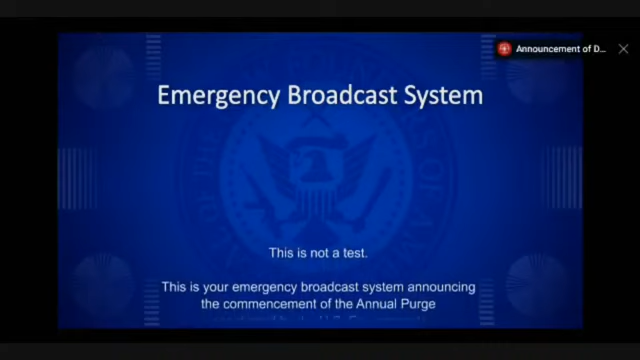 Announcement of D...
Emergency Broadcast System
This is not a test.
This is your emergency broadcast system announcing
the commencement of the Annual Purge